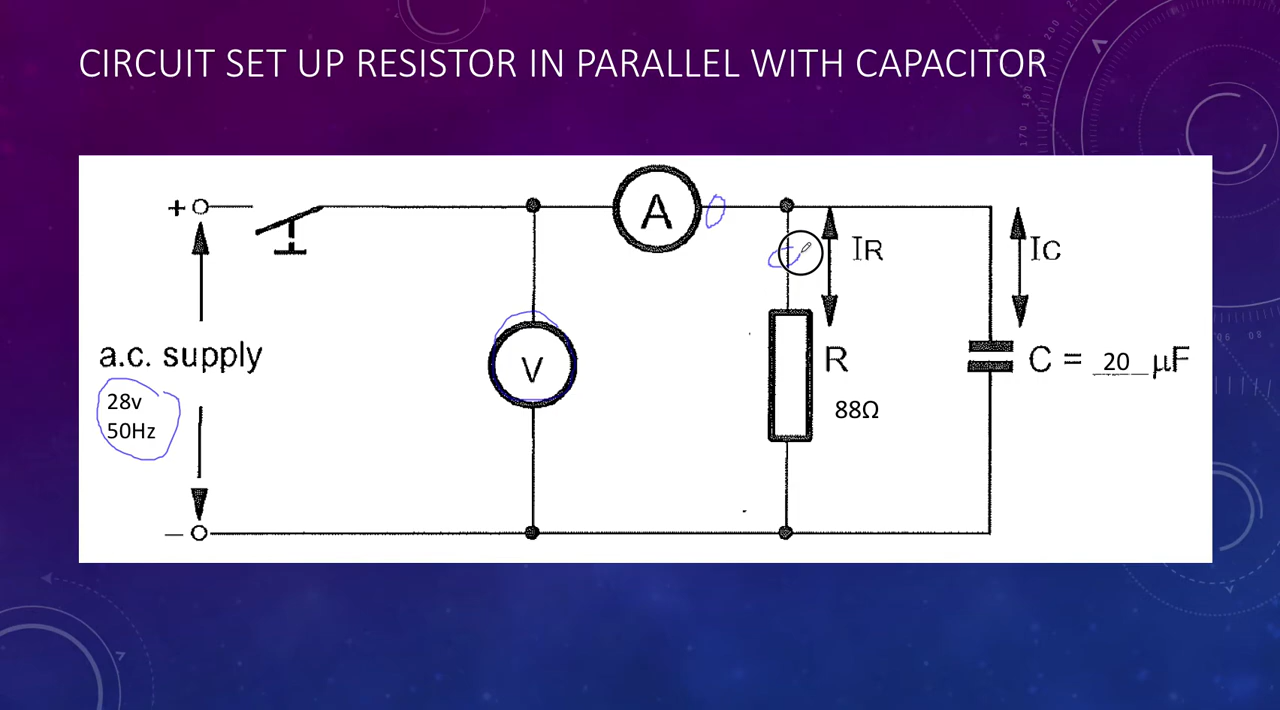 CIRCUIT SET UP RESISTOR IN PARALLEL WITH CAPACITOR
+
A
IR
IC
a.c. supply
V
R
C = 20 μF
28v
88Ω
50Hz
–